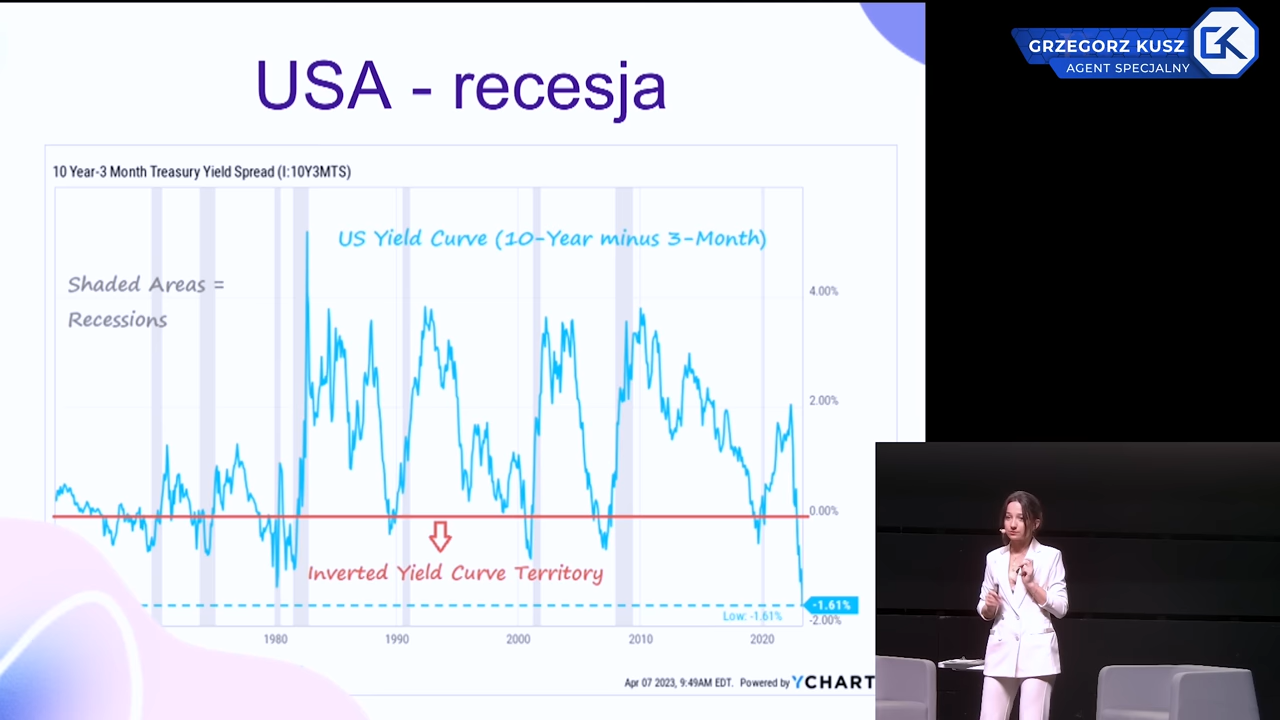 USA - recesja
GRZEGORZ KUSZ
AGENT SPECJALNY
GK
10 Year-3 Month Treasury Yield Spread (I:10Y3MTS)
US Yield Curve (10-Year minus 3-Month)
Shaded Areas =
Recessions
4.00%
2.00%
0.00%
Inverted Yield Curve Territory
-1.61%
Low: -1.61%
-2.00%
1980
1990
2000
2010
2020
Apr 07 2023, 9:49AM EDT. Powered by YCHART